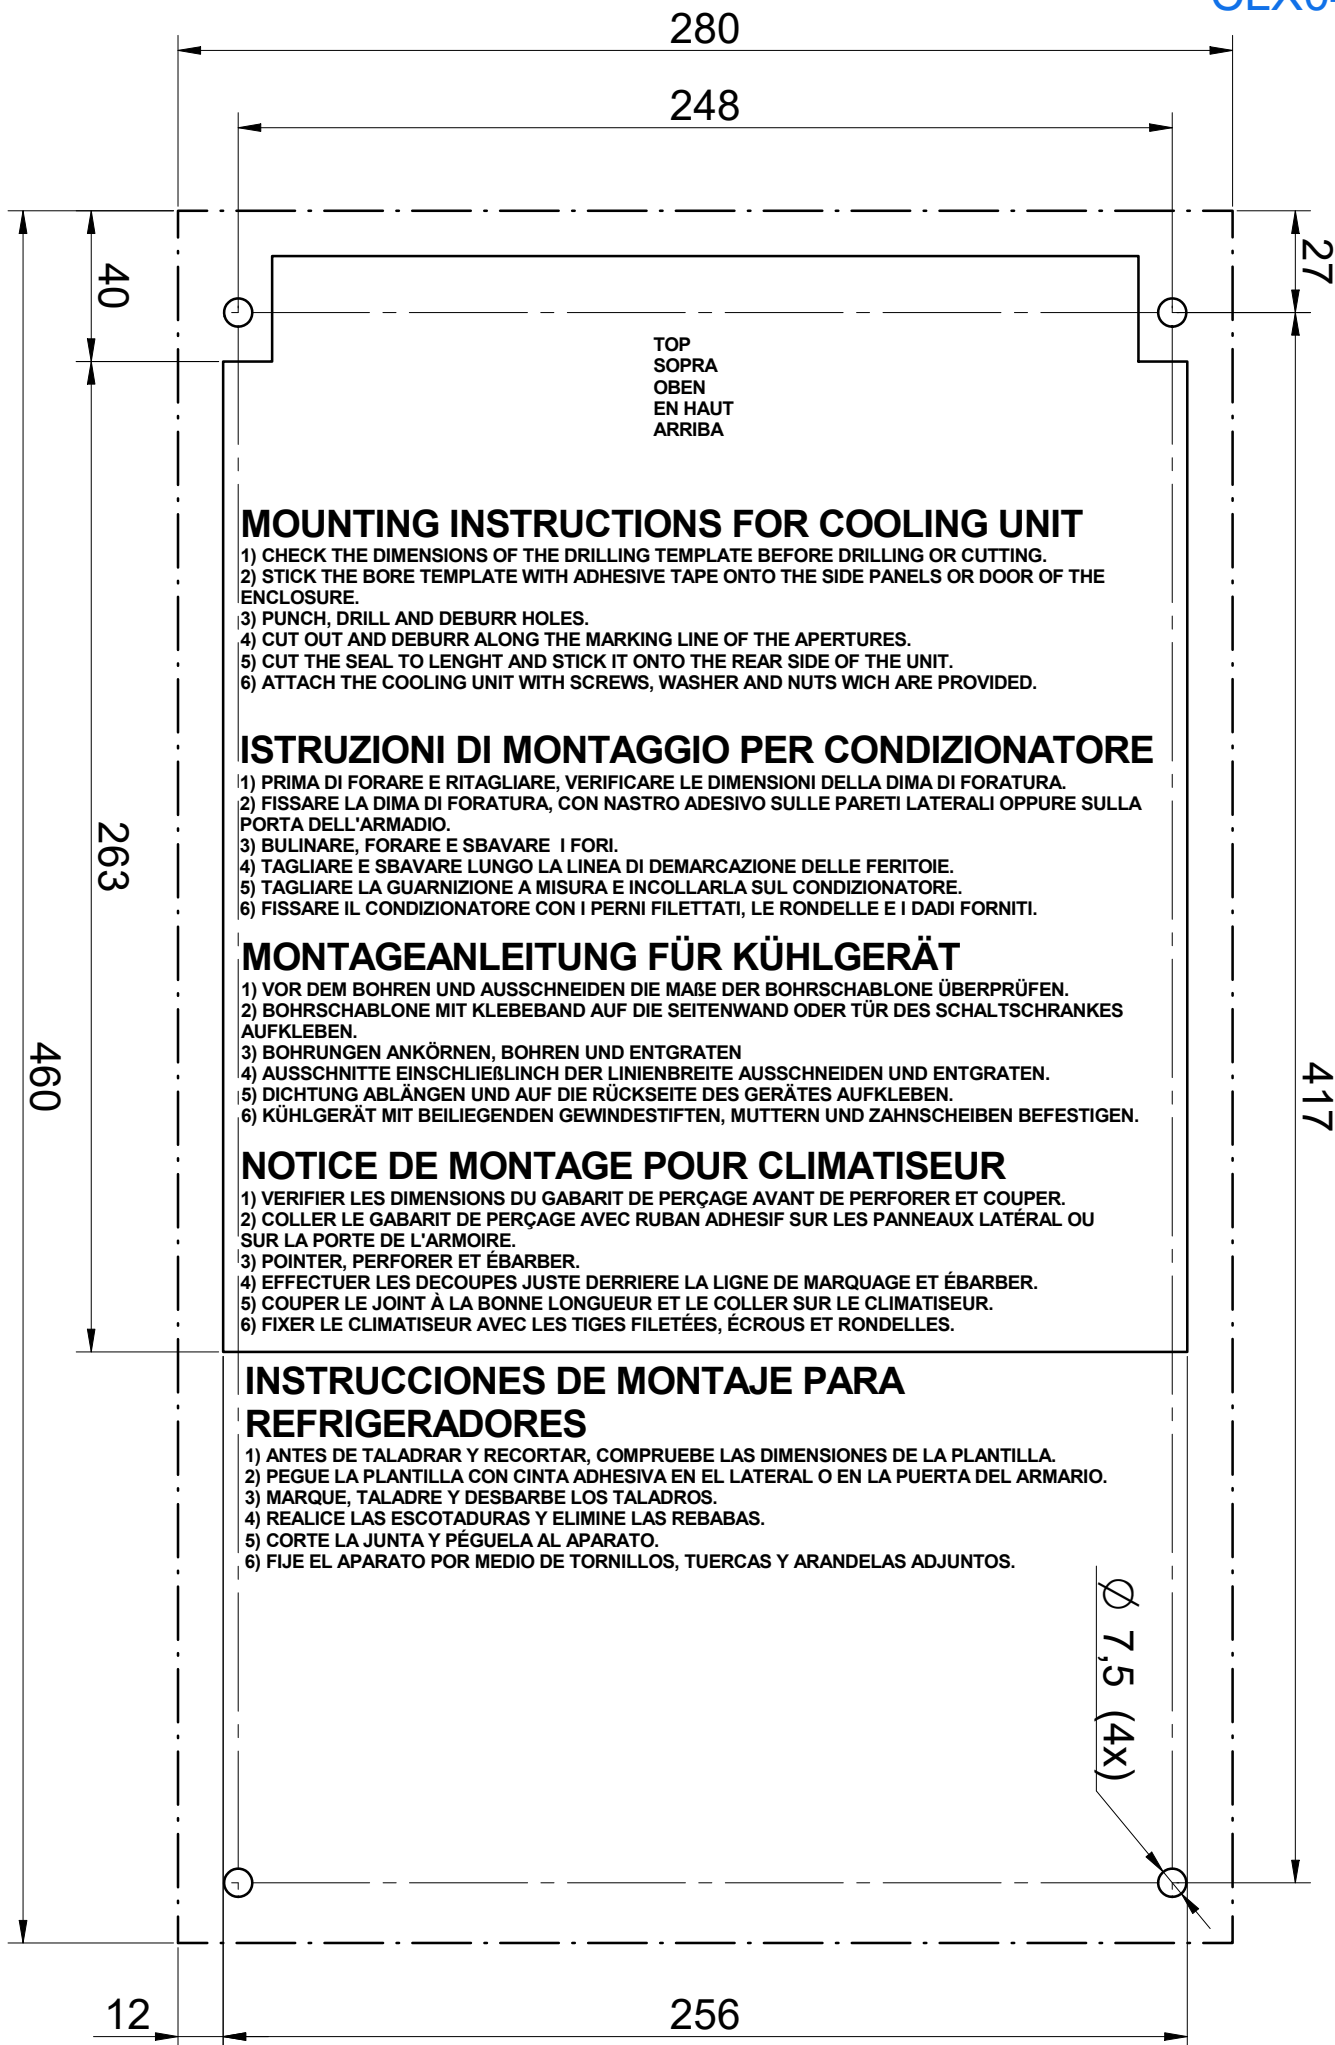 280
248
27
40
TOP
SOPRA
OBEN
EN HAUT
ARRIBA
MOUNTING INSTRUCTIONS FOR COOLING UNIT
1) CHECK THE DIMENSIONS OF THE DRILLING TEMPLATE BEFORE DRILLING OR CUTTING.
2) STICK THE BORE TEMPLATE WITH ADHESIVE TAPE ONTO THE SIDE PANELS OR DOOR OF THE
ENCLOSURE.
3) PUNCH, DRILL AND DEBURR HOLES.
4) CUT OUT AND DEBURR ALONG THE MARKING LINE OF THE APERTURES.
5) CUT THE SEAL TO LENGHT AND STICK IT ONTO THE REAR SIDE OF THE UNIT.
6) ATTACH THE COOLING UNIT WITH SCREWS, WASHER AND NUTS WICH ARE PROVIDED.
ISTRUZIONI DI MONTAGGIO PER CONDIZIONATORE
1) PRIMA DI FORARE E RITAGLIARE, VERIFICARE LE DIMENSIONI DELLA DIMA DI FORATURA.
2) FISSARE LA DIMA DI FORATURA, CON NASTRO ADESIVO SULLE PARETI LATERALI OPPURE SULLA
PORTA DELL'ARMADIO.
3) BULINARE, FORARE E SBAVARE  I FORI.
4) TAGLIARE E SBAVARE LUNGO LA LINEA DI DEMARCAZIONE DELLE FERITOIE.
5) TAGLIARE LA GUARNIZIONE A MISURA E INCOLLARLA SUL CONDIZIONATORE.
6) FISSARE IL CONDIZIONATORE CON I PERNI FILETTATI, LE RONDELLE E I DADI FORNITI.
263
MONTAGEANLEITUNG FÜR KÜHLGERÄT
1) VOR DEM BOHREN UND AUSSCHNEIDEN DIE MAßE DER BOHRSCHABLONE ÜBERPRÜFEN.
2) BOHRSCHABLONE MIT KLEBEBAND AUF DIE SEITENWAND ODER TÜR DES SCHALTSCHRANKES
AUFKLEBEN.
3) BOHRUNGEN ANKÖRNEN, BOHREN UND ENTGRATEN
4) AUSSCHNITTE EINSCHLIEßLINCH DER LINIENBREITE AUSSCHNEIDEN UND ENTGRATEN.
5) DICHTUNG ABLÄNGEN UND AUF DIE RÜCKSEITE DES GERÄTES AUFKLEBEN.
6) KÜHLGERÄT MIT BEILIEGENDEN GEWINDESTIFTEN, MUTTERN UND ZAHNSCHEIBEN BEFESTIGEN.
460
417
NOTICE DE MONTAGE POUR CLIMATISEUR
1) VERIFIER LES DIMENSIONS DU GABARIT DE PERÇAGE AVANT DE PERFORER ET COUPER.
2) COLLER LE GABARIT DE PERÇAGE AVEC RUBAN ADHESIF SUR LES PANNEAUX LATÉRAL OU
SUR LA PORTE DE L'ARMOIRE.
3) POINTER, PERFORER ET ÉBARBER.
4) EFFECTUER LES DECOUPES JUSTE DERRIERE LA LIGNE DE MARQUAGE ET ÉBARBER.
5) COUPER LE JOINT À LA BONNE LONGUEUR ET LE COLLER SUR LE CLIMATISEUR.
6) FIXER LE CLIMATISEUR AVEC LES TIGES FILETÉES, ÉCROUS ET RONDELLES.
INSTRUCCIONES DE MONTAJE PARA
REFRIGERADORES
1) ANTES DE TALADRAR Y RECORTAR, COMPRUEBE LAS DIMENSIONES DE LA PLANTILLA.
2) PEGUE LA PLANTILLA CON CINTA ADHESIVA EN EL LATERAL O EN LA PUERTA DEL ARMARIO.
3) MARQUE, TALADRE Y DESBARBE LOS TALADROS.
4) REALICE LAS ESCOTADURAS Y ELIMINE LAS REBABAS.
5) CORTE LA JUNTA Y PÉGUELA AL APARATO.
6) FIJE EL APARATO POR MEDIO DE TORNILLOS, TUERCAS Y ARANDELAS ADJUNTOS.
Ø 7,5 (4x)
12
256